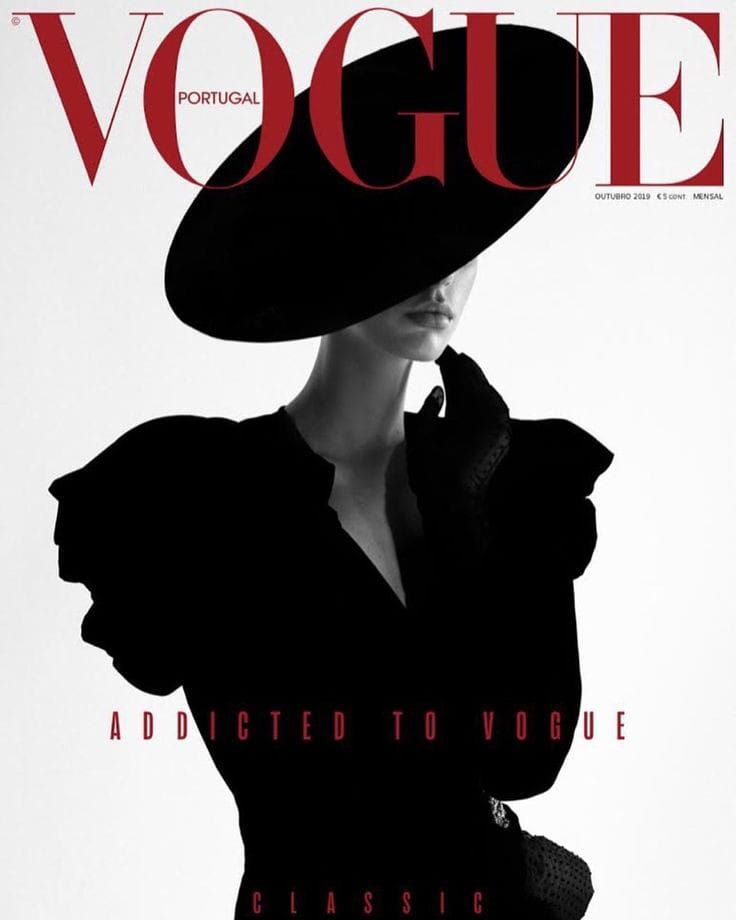 ©
VOGUE
PORTUGAL
OUTUBRO 2019 € 5 CONT. MENSAL
ADDICTED TO VOGUE
CLASSIC